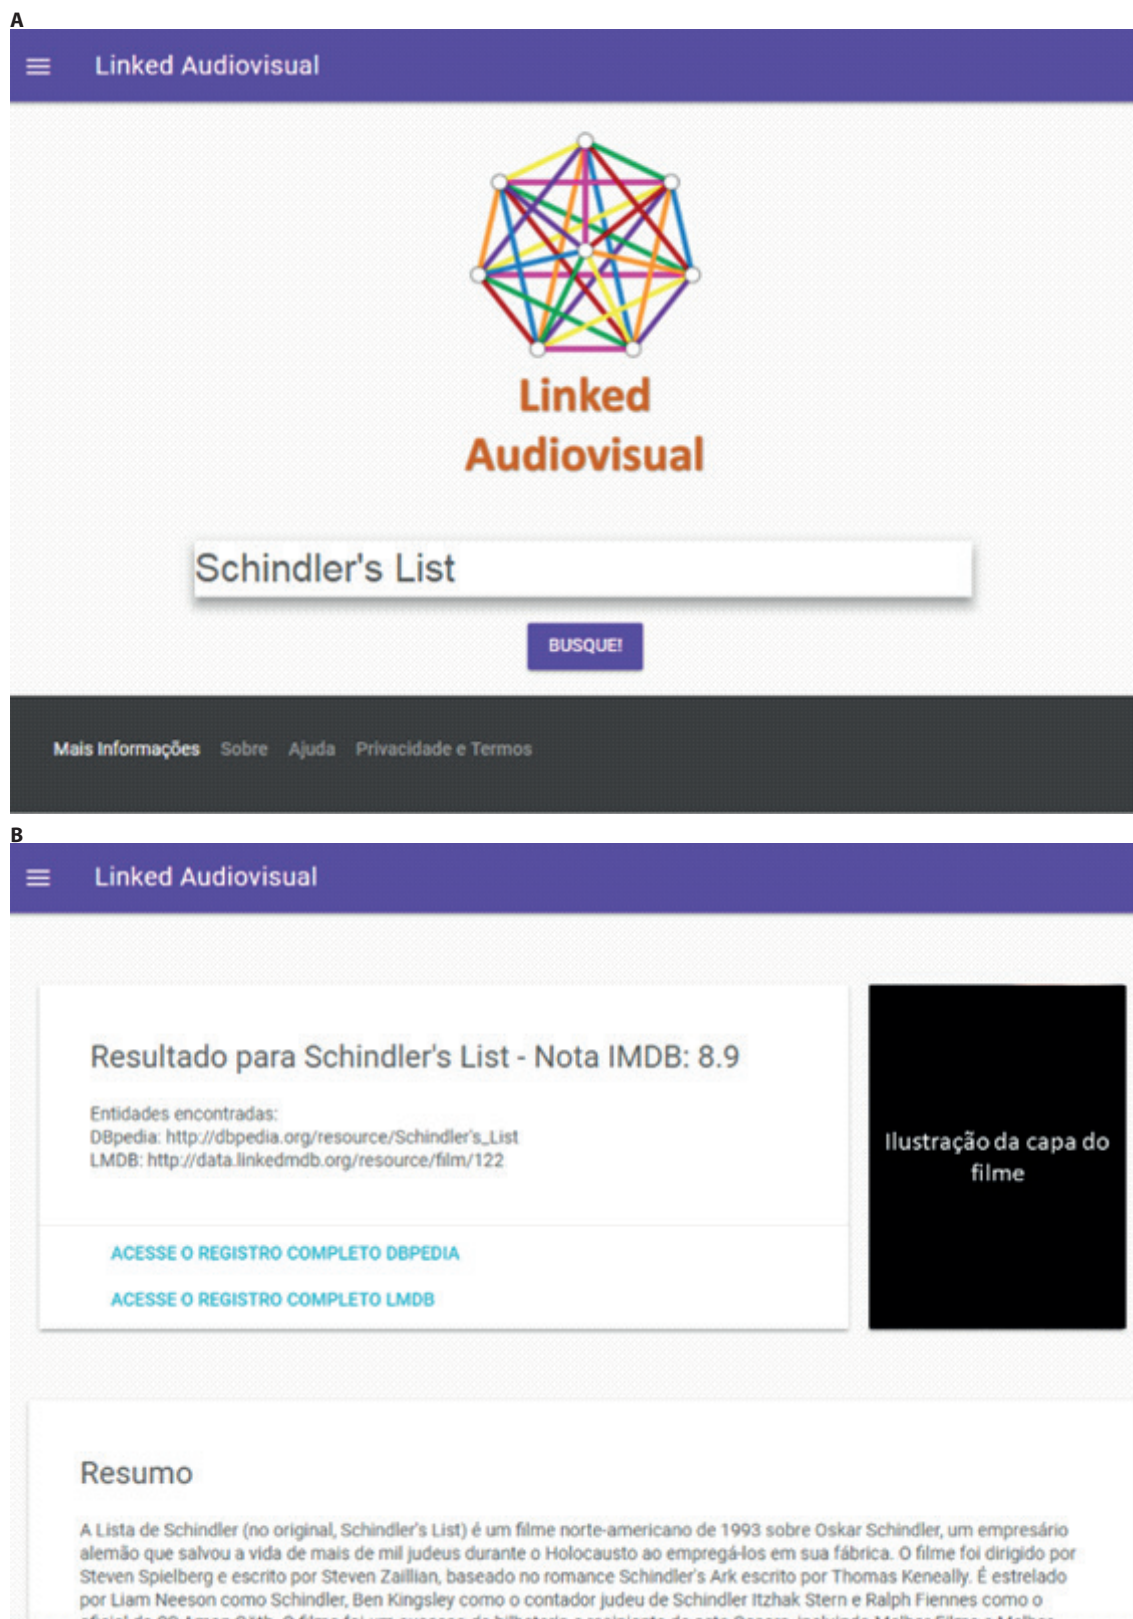 A
Linked Audiovisual
Linked
Audiovisual
Schindler's List
BUSQUE!
Mais Informações Sobre Ajuda Privacidade e Termos
B
Linked Audiovisual
Resultado para Schindler's List - Nota IMDB: 8.9
Entidades encontradas:
DBpedia: http://dbpedia.org/resource/Schindler's_List
LMDB: http://data.linkedmdb.org/resource/film/122
ACESSE O REGISTRO COMPLETO DBPEDIA
ACESSE O REGISTRO COMPLETO LMDB
Ilustração da capa do
filme
Resumo
A Lista de Schindler (no original, Schindler's List) é um filme norte-americano de 1993 sobre Oskar Schindler, um empresário
alemão que salvou a vida de mais de mil judeus durante o Holocausto ao empregá-los em sua fábrica. O filme foi dirigido por
Steven Spielberg e escrito por Steven Zaillian, baseado no romance Schindler's Ark escrito por Thomas Keneally. É estrelado
por Liam Neeson como Schindler, Ben Kingsley como o contador judeu de Schindler Itzhak Stern e Ralph Fiennes como o